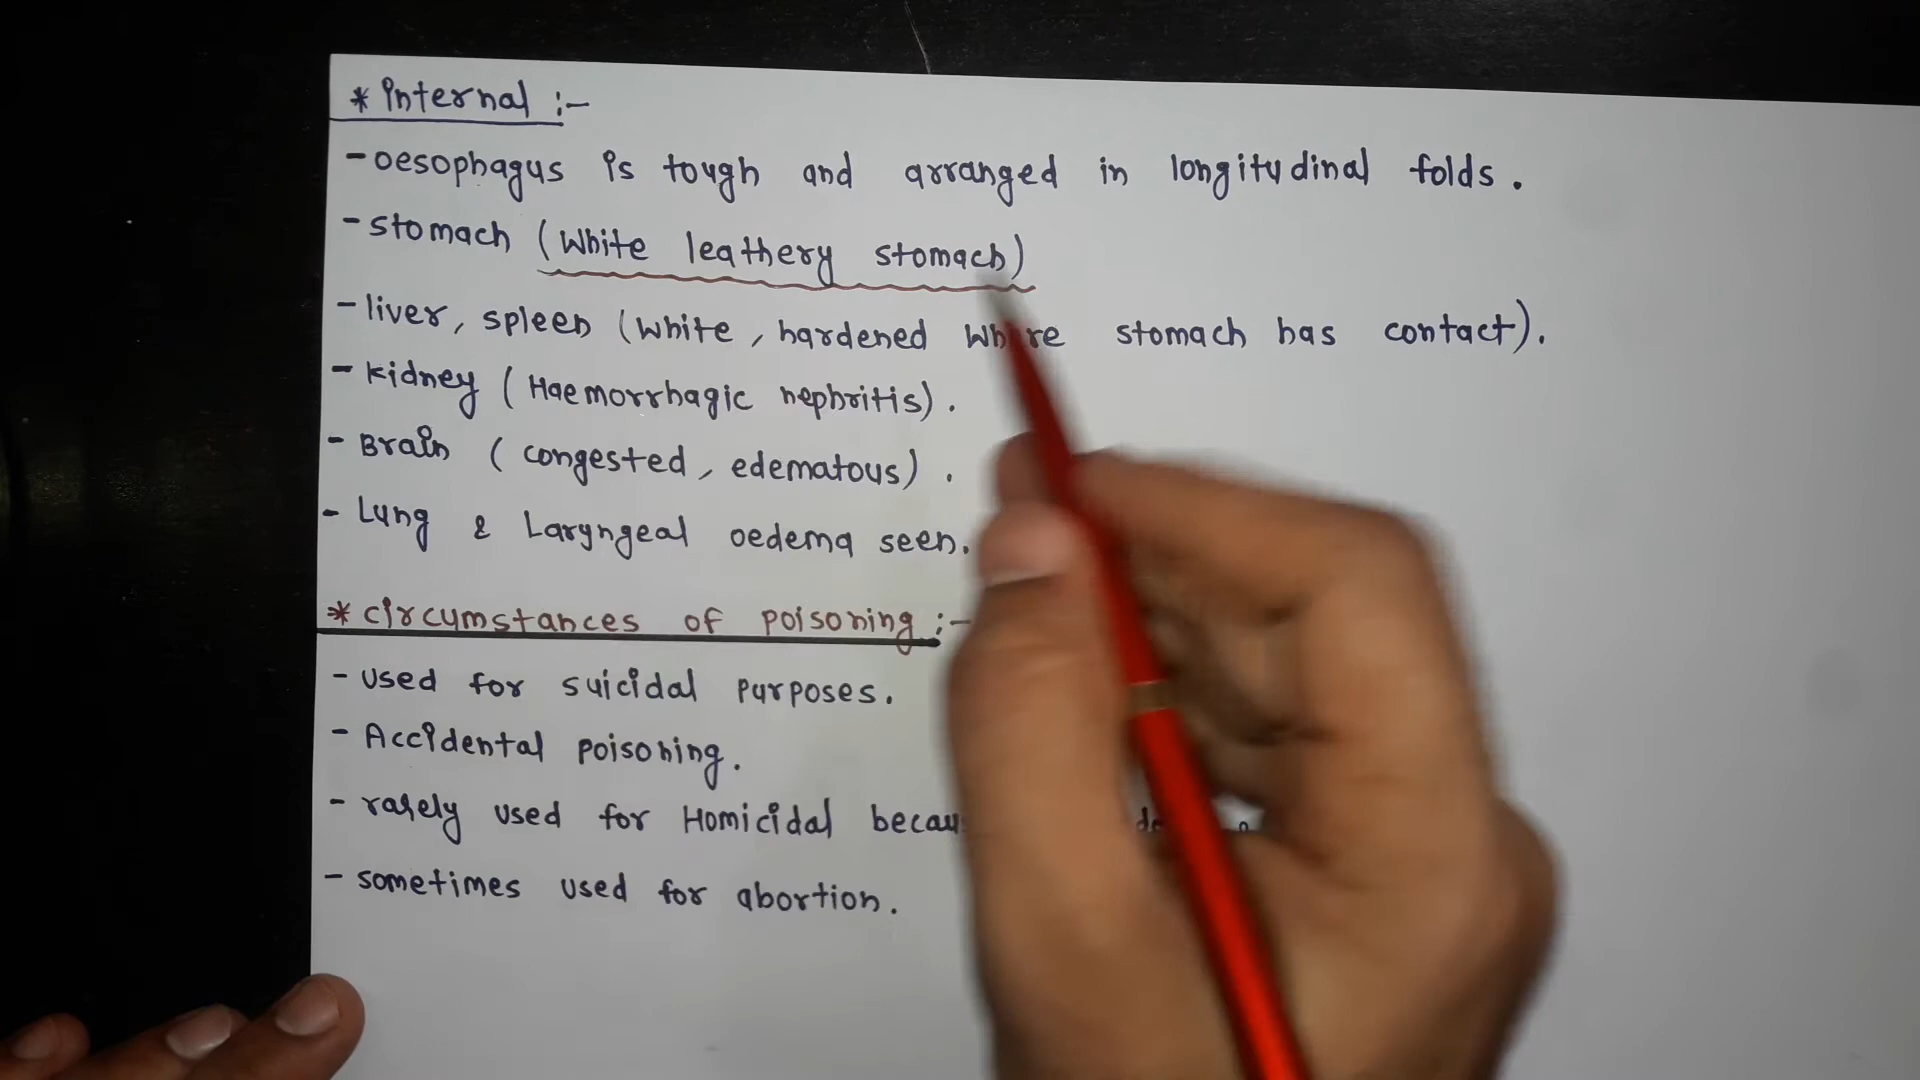 * Internal :-
- oesophagus is tough and arranged in longitudinal folds.
- stomach (White leathery stomach)
- liver, spleen (white, hardened where stomach has contact).
- kidney (Haemorrhagic nephritis).
- Brain (congested, edematous).
- Lung & Laryngeal oedema seen.
* circumstances of poisoning :-
- used for suicidal purposes.
- Accidental poisoning.
- rarely used for Homicidal
- sometimes used for abortion.